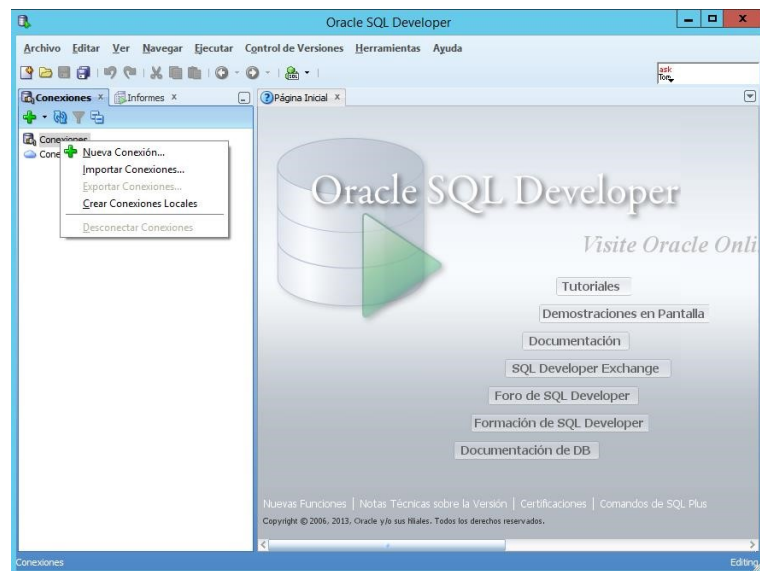 Oracle SQL Developer
Archivo Editar Ver Navegar Ejecutar Control de Versiones Herramientas Ayuda
SQL
ask
Tom
Conexiones x
Informes x
Página Inicial x
Conexiones
Cone
Nueva Conexión...
Importar Conexiones...
Exportar Conexiones...
Crear Conexiones Locales
Desconectar Conexiones
Oracle SQL Developer
Visite Oracle Onli
Tutoriales
Demostraciones en Pantalla
Documentación
SQL Developer Exchange
Foro de SQL Developer
Formación de SQL Developer
Documentación de DB
Nuevas Funciones | Notas Técnicas sobre la Versión | Certificaciones | Comandos de SQL Plus
Copyright © 2006, 2013, Oracle y/o sus filiales. Todos los derechos reservados.
Conexiones
Editing